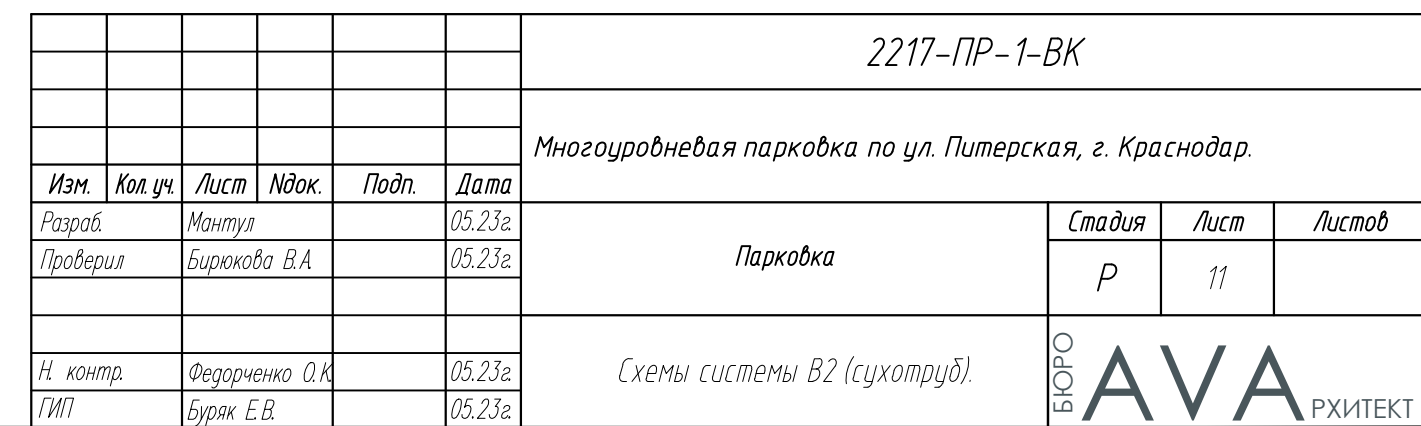 2217-ПР-1-ВК
Многоуровневая парковка по ул. Питерская, г. Краснодар.
Изм. Кол. уч. Лист Nдок. Подп. Дата
Разраб. Мантул 05.23г.
Проверил Бирюкова В.А. 05.23г.
Парковка
Стадия Лист Листов
Р 11
Н. контр. Федорченко О.К 05.23г.
ГИП Буряк Е.В. 05.23г.
Схемы системы В2 (сухотруб).
БЮРО
AVA РХИТЕКТ